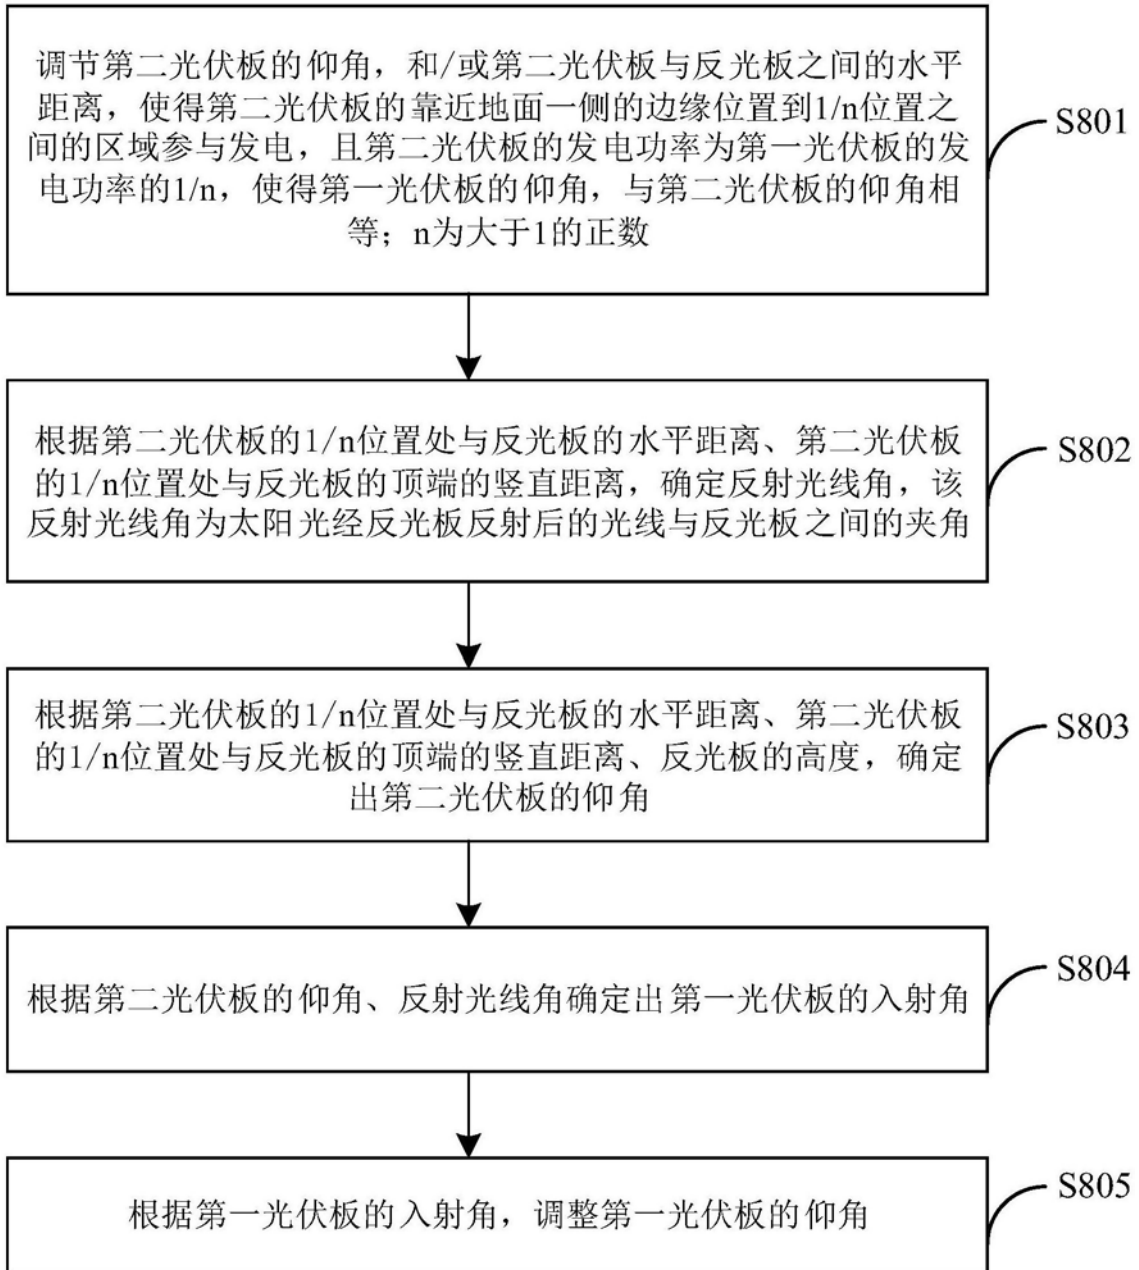 调节第二光伏板的仰角，和/或第二光伏板与反光板之间的水平
距离，使得第二光伏板的靠近地面一侧的边缘位置到1/n位置之
间的区域参与发电，且第二光伏板的发电功率为第一光伏板的发
电功率的1/n，使得第一光伏板的仰角，与第二光伏板的仰角相
等；n为大于1的正数
S801
根据第二光伏板的1/n位置处与反光板的水平距离、第二光伏板
的1/n位置处与反光板的顶端的竖直距离，确定反射光线角，该
反射光线角为太阳光经反光板反射后的光线与反光板之间的夹角
S802
根据第二光伏板的1/n位置处与反光板的水平距离、第二光伏板
的1/n位置处与反光板的顶端的竖直距离、反光板的高度，确定
出第二光伏板的仰角
S803
根据第二光伏板的仰角、反射光线角确定出第一光伏板的入射角
S804
根据第一光伏板的入射角，调整第一光伏板的仰角
S805